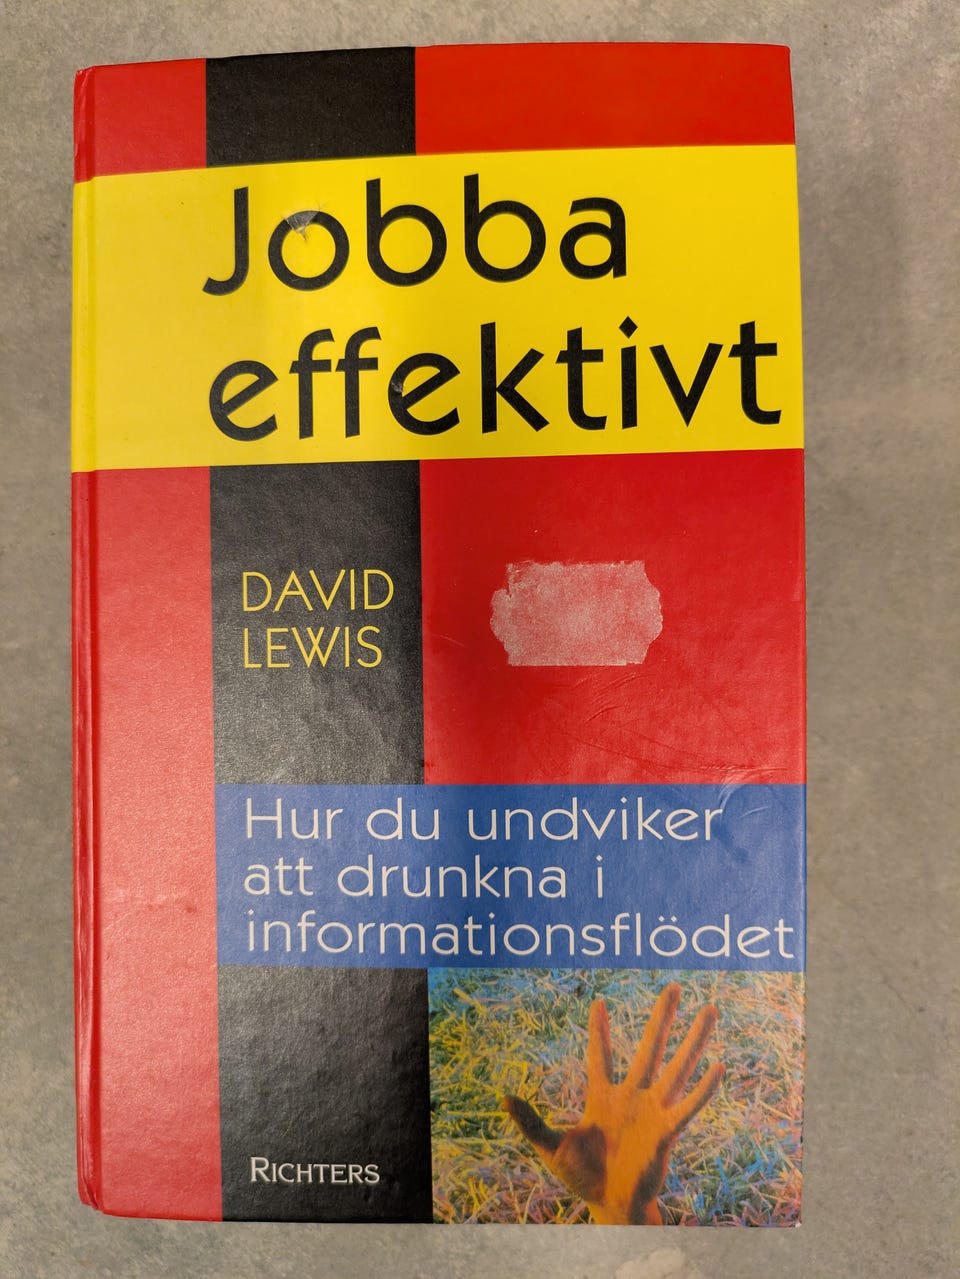 Jobba
effektivt
DAVID
LEWIS
Hur du undviker
att drunkna i
informationsflödet
RICHTERS